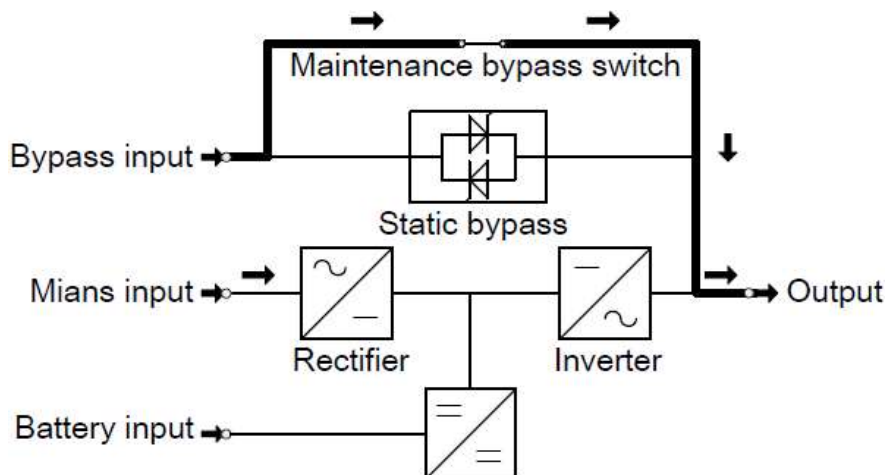 Maintenance bypass switch
Bypass input
Static bypass
Mians input
Output
Rectifier
Inverter
Battery input